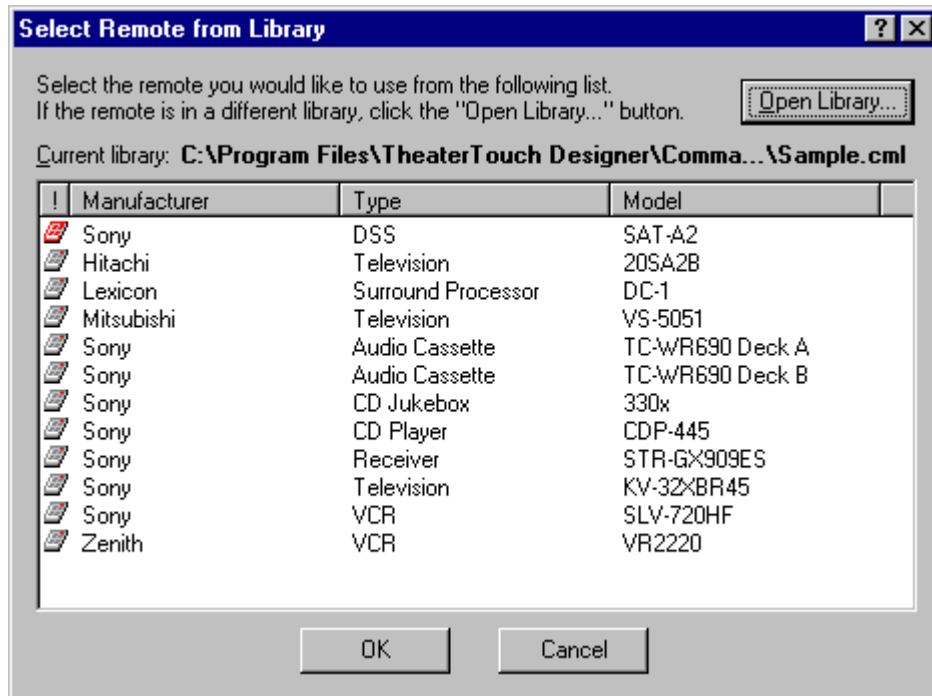 Select Remote from Library
Select the remote you would like to use from the following list.
If the remote is in a different library, click the "Open Library..." button.
Open Library...
Current library: C:\Program Files\TheaterTouch Designer\Comma...\Sample.cml
! Manufacturer Type Model
Sony DSS SAT-A2
Hitachi Television 20SA2B
Lexicon Surround Processor DC-1
Mitsubishi Television VS-5051
Sony Audio Cassette TC-WR690 Deck A
Sony Audio Cassette TC-WR690 Deck B
Sony CD Jukebox 330x
Sony CD Player CDP-445
Sony Receiver STR-GX909ES
Sony Television KV-32XBR45
Sony VCR SLV-720HF
Zenith VCR VR2220
OK Cancel